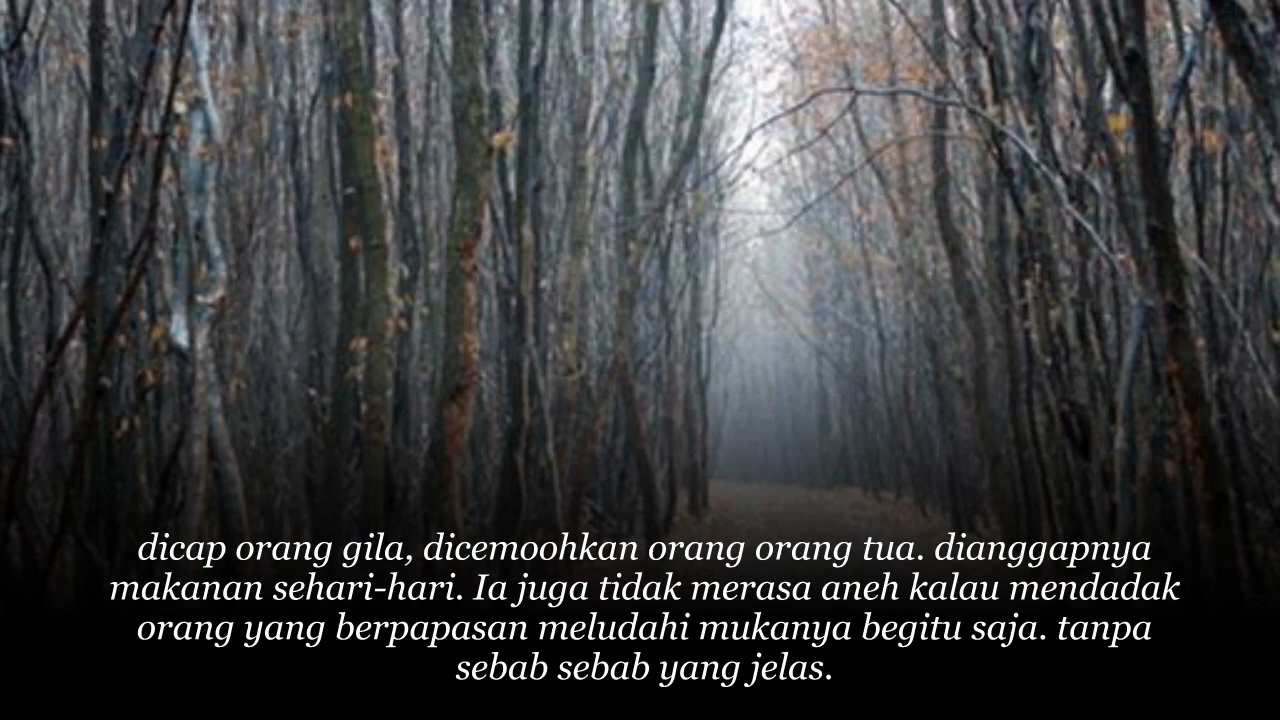 dicap orang gila, dicemoohkan orang orang tua. dianggapnya
makanan sehari-hari. Ia juga tidak merasa aneh kalau mendadak
orang yang berpapasan meludahi mukanya begitu saja. tanpa
sebab sebab yang jelas.